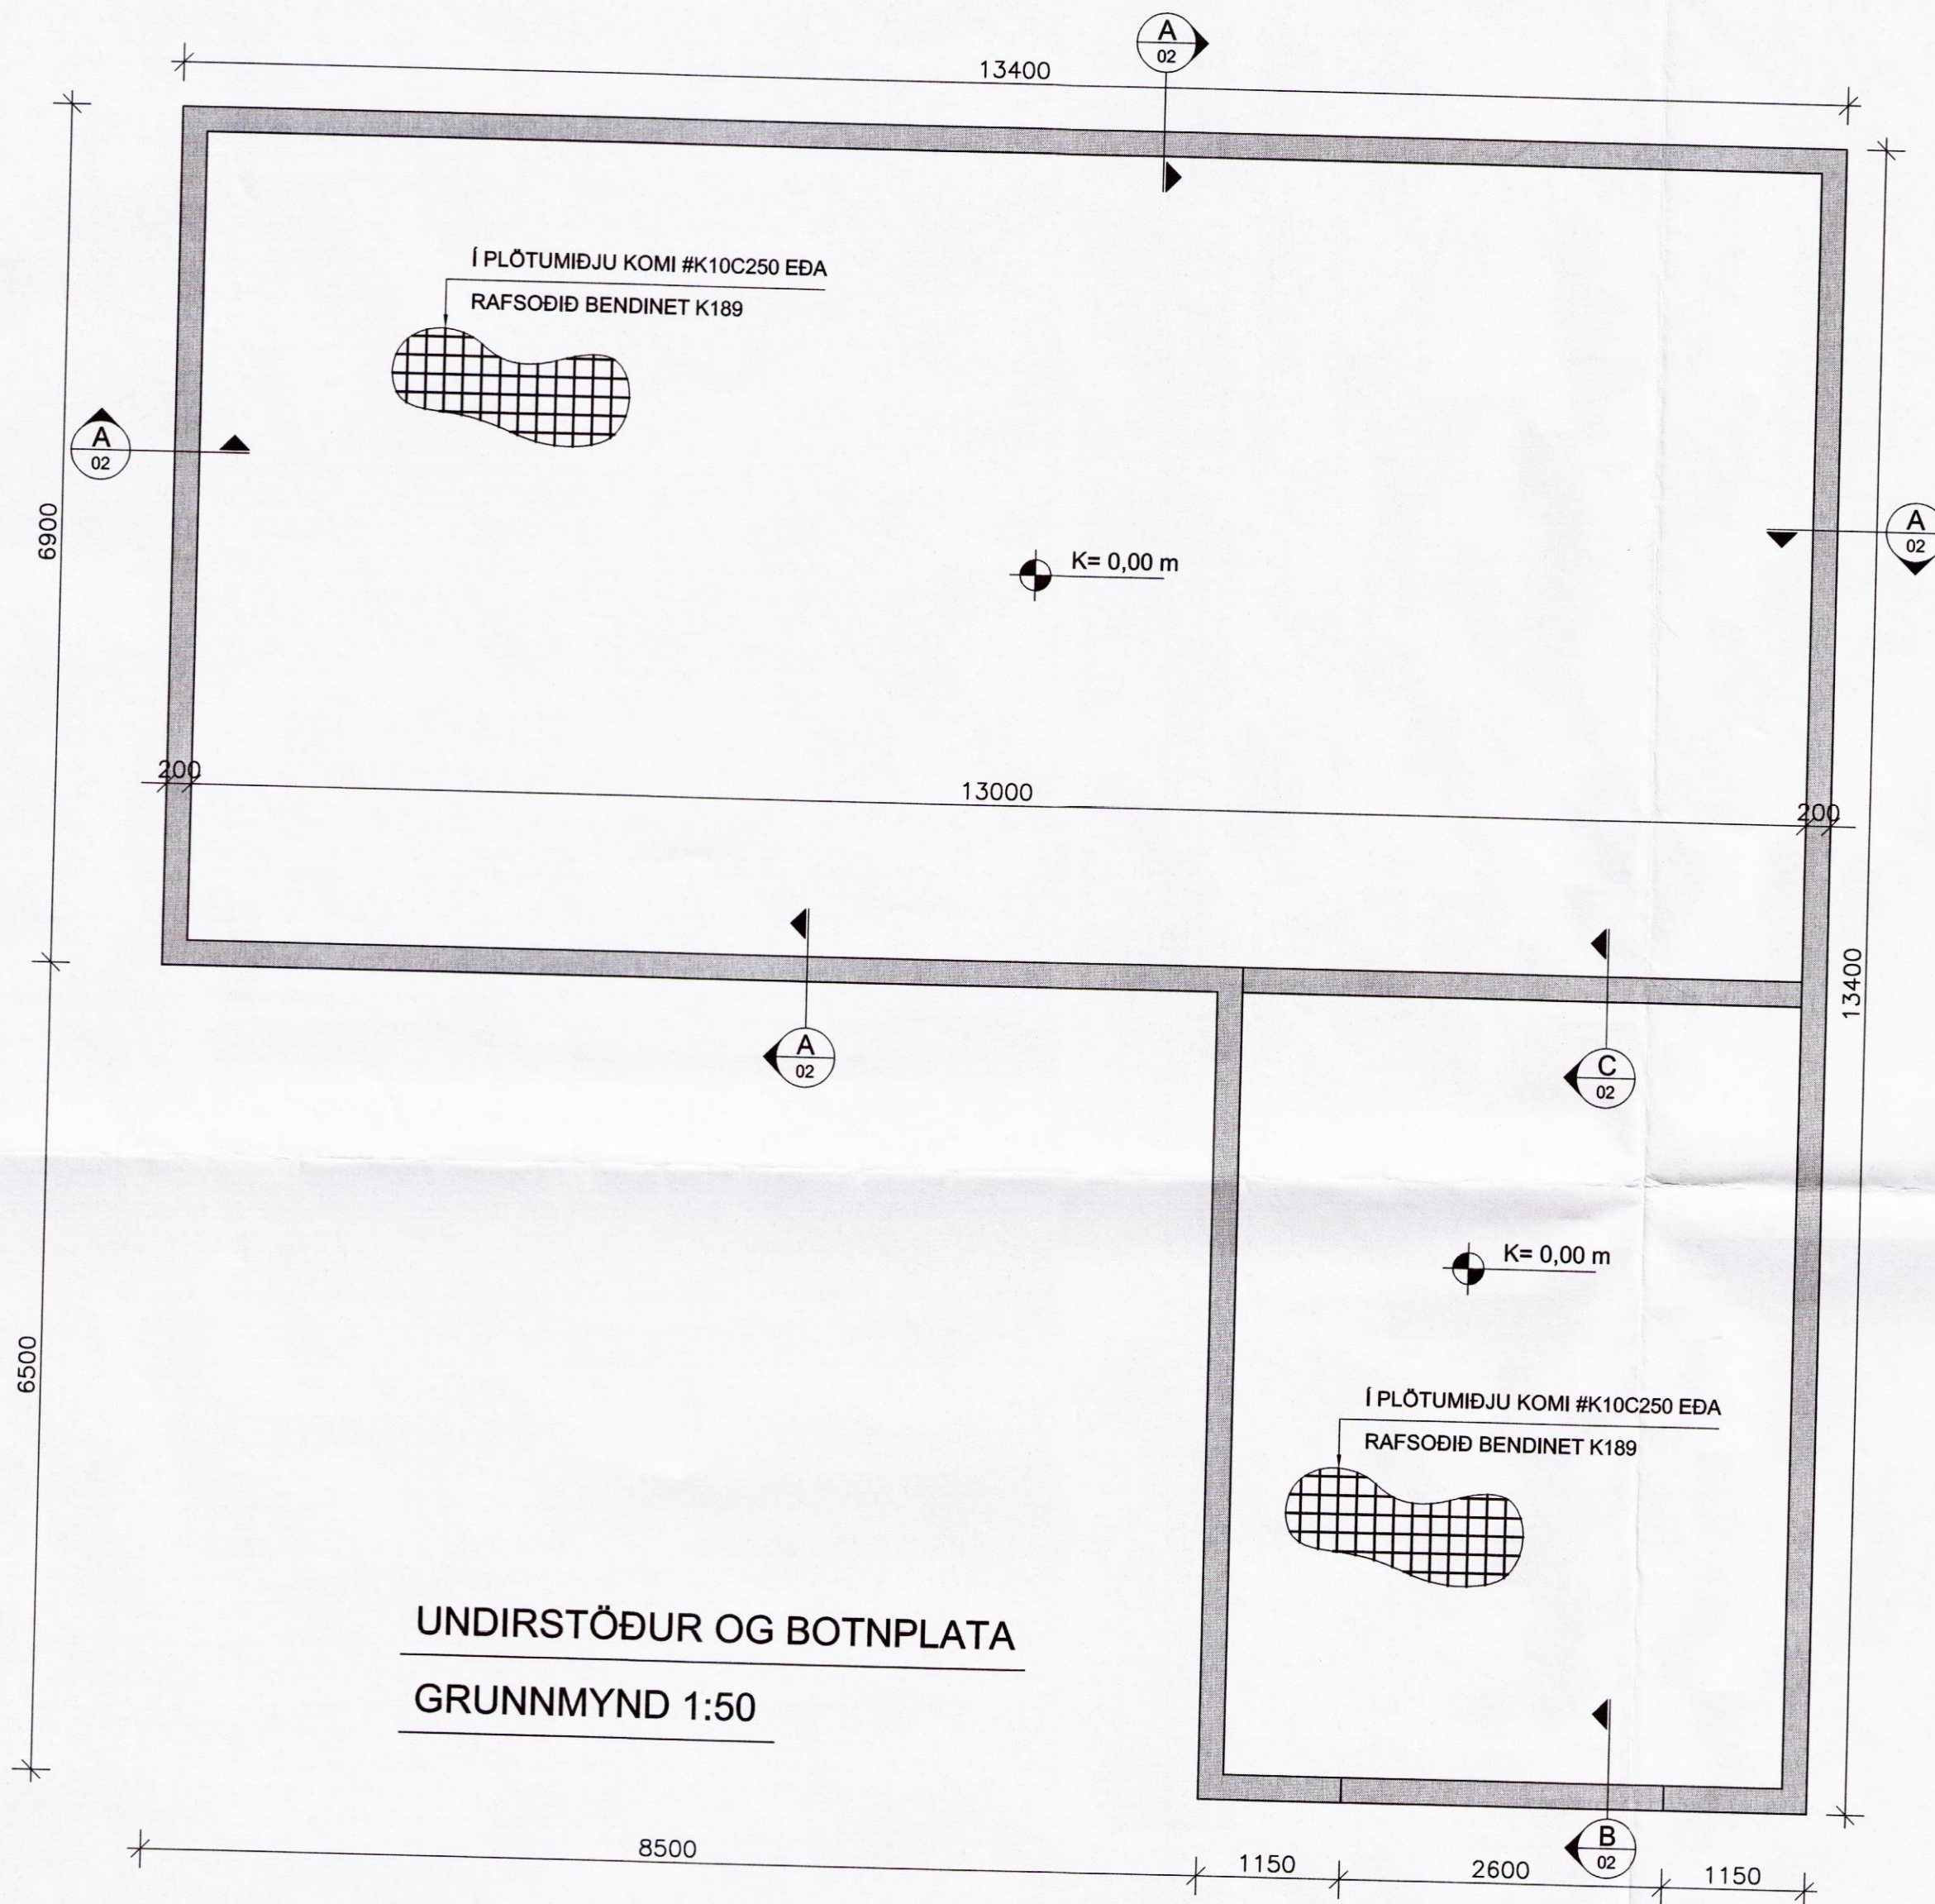 A
02
13400
Í PLÖTUMIÐJU KOMI #K10C250 EÐA
RAFSOÐIÐ BENDINET K189
A
02
6900
K= 0,00 m
A
02
200
13000
200
13400
A
02
C
02
K= 0,00 m
6500
Í PLÖTUMIÐJU KOMI #K10C250 EÐA
RAFSOÐIÐ BENDINET K189
UNDIRSTÖÐUR OG BOTNPLATA
GRUNNMYND 1:50
B
02
8500
1150
2600
1150